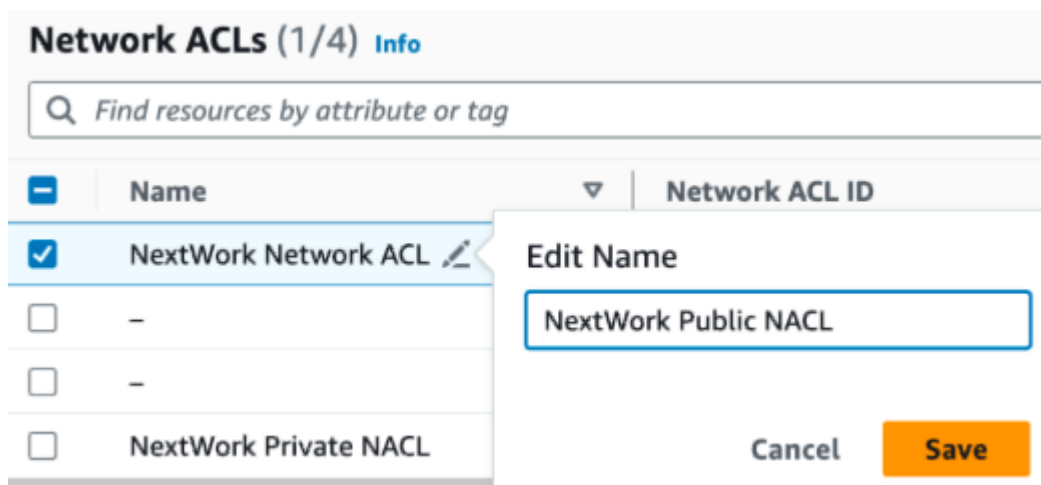 Network ACLs (1/4) Info
Find resources by attribute or tag
Name Network ACL ID
NextWork Network ACL
Edit Name
NextWork Public NACL
–
–
NextWork Private NACL
Cancel Save